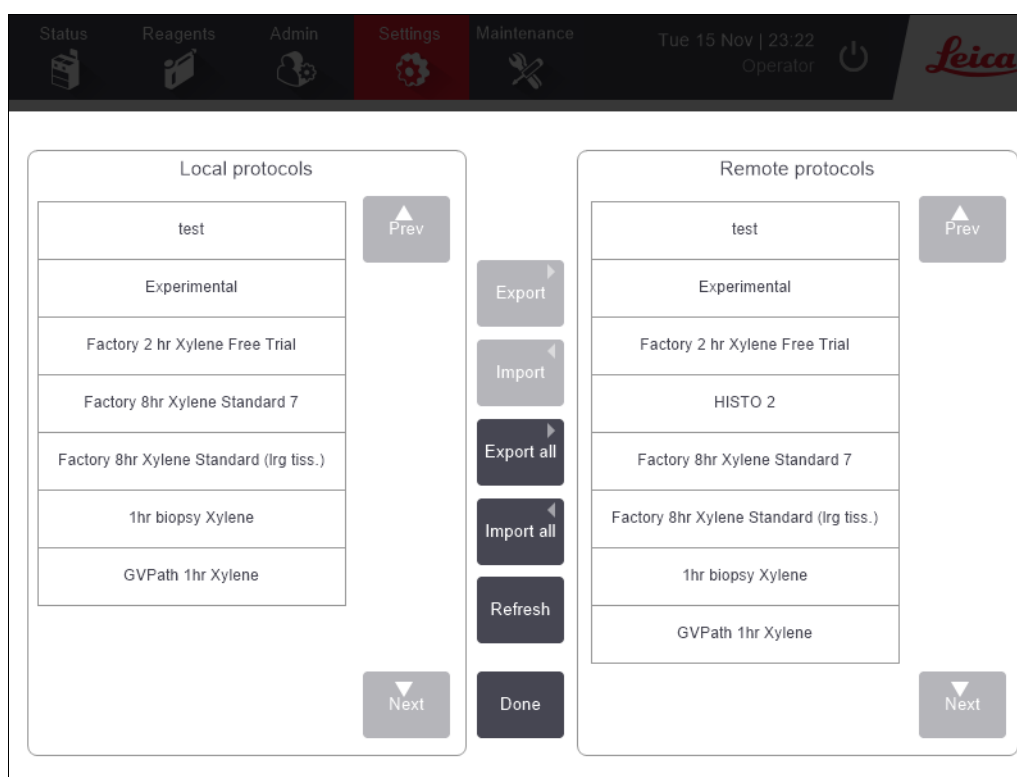 Status Reagents Admin Settings Maintenance Tue 15 Nov | 23:22
Operator
Leica
Local protocols
test
Experimental
Factory 2 hr Xylene Free Trial
Factory 8hr Xylene Standard 7
Factory 8hr Xylene Standard (lrg tiss.)
1hr biopsy Xylene
GVPath 1hr Xylene
Prev
Next
Export
Import
Export all
Import all
Refresh
Done
Remote protocols
test
Experimental
Factory 2 hr Xylene Free Trial
HISTO 2
Factory 8hr Xylene Standard 7
Factory 8hr Xylene Standard (lrg tiss.)
1hr biopsy Xylene
GVPath 1hr Xylene
Prev
Next